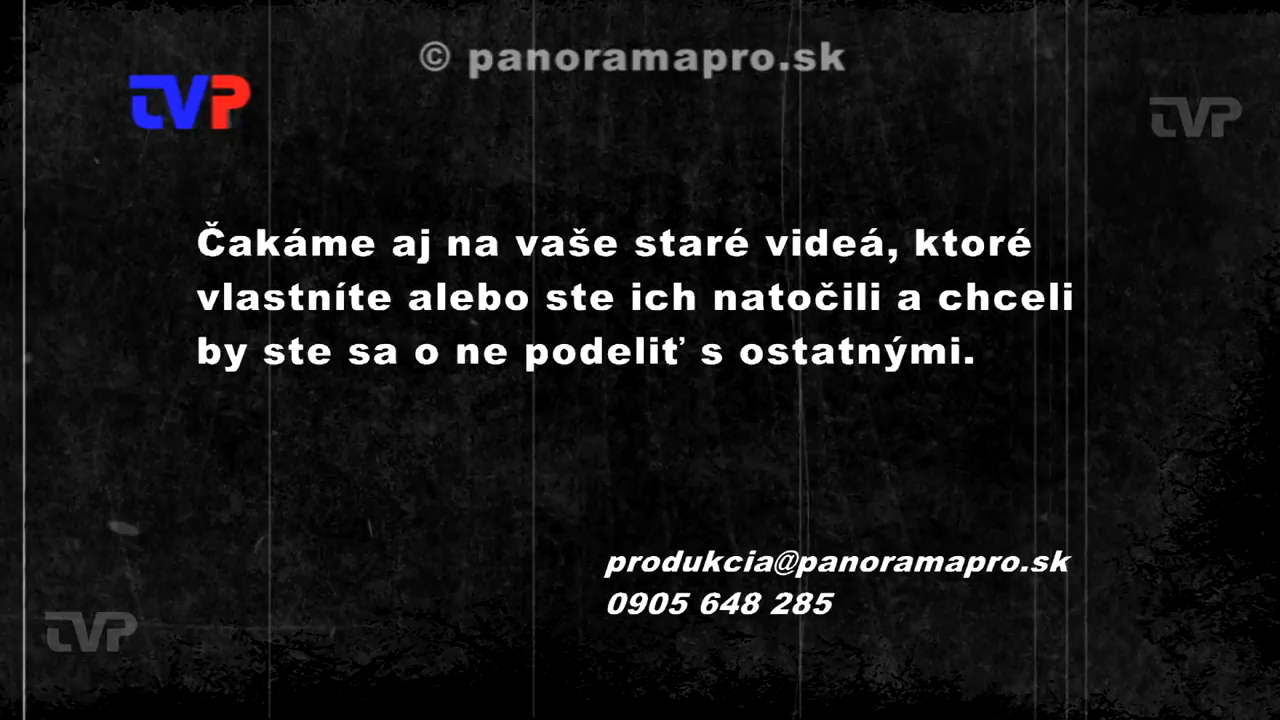 © panoramapro.sk
TVP
TVP
Čakáme aj na vaše staré videá, ktoré
vlastníte alebo ste ich natočili a chceli
by ste sa o ne podeliť s ostatnými.
produkcia@panoramapro.sk
0905 648 285
TVP